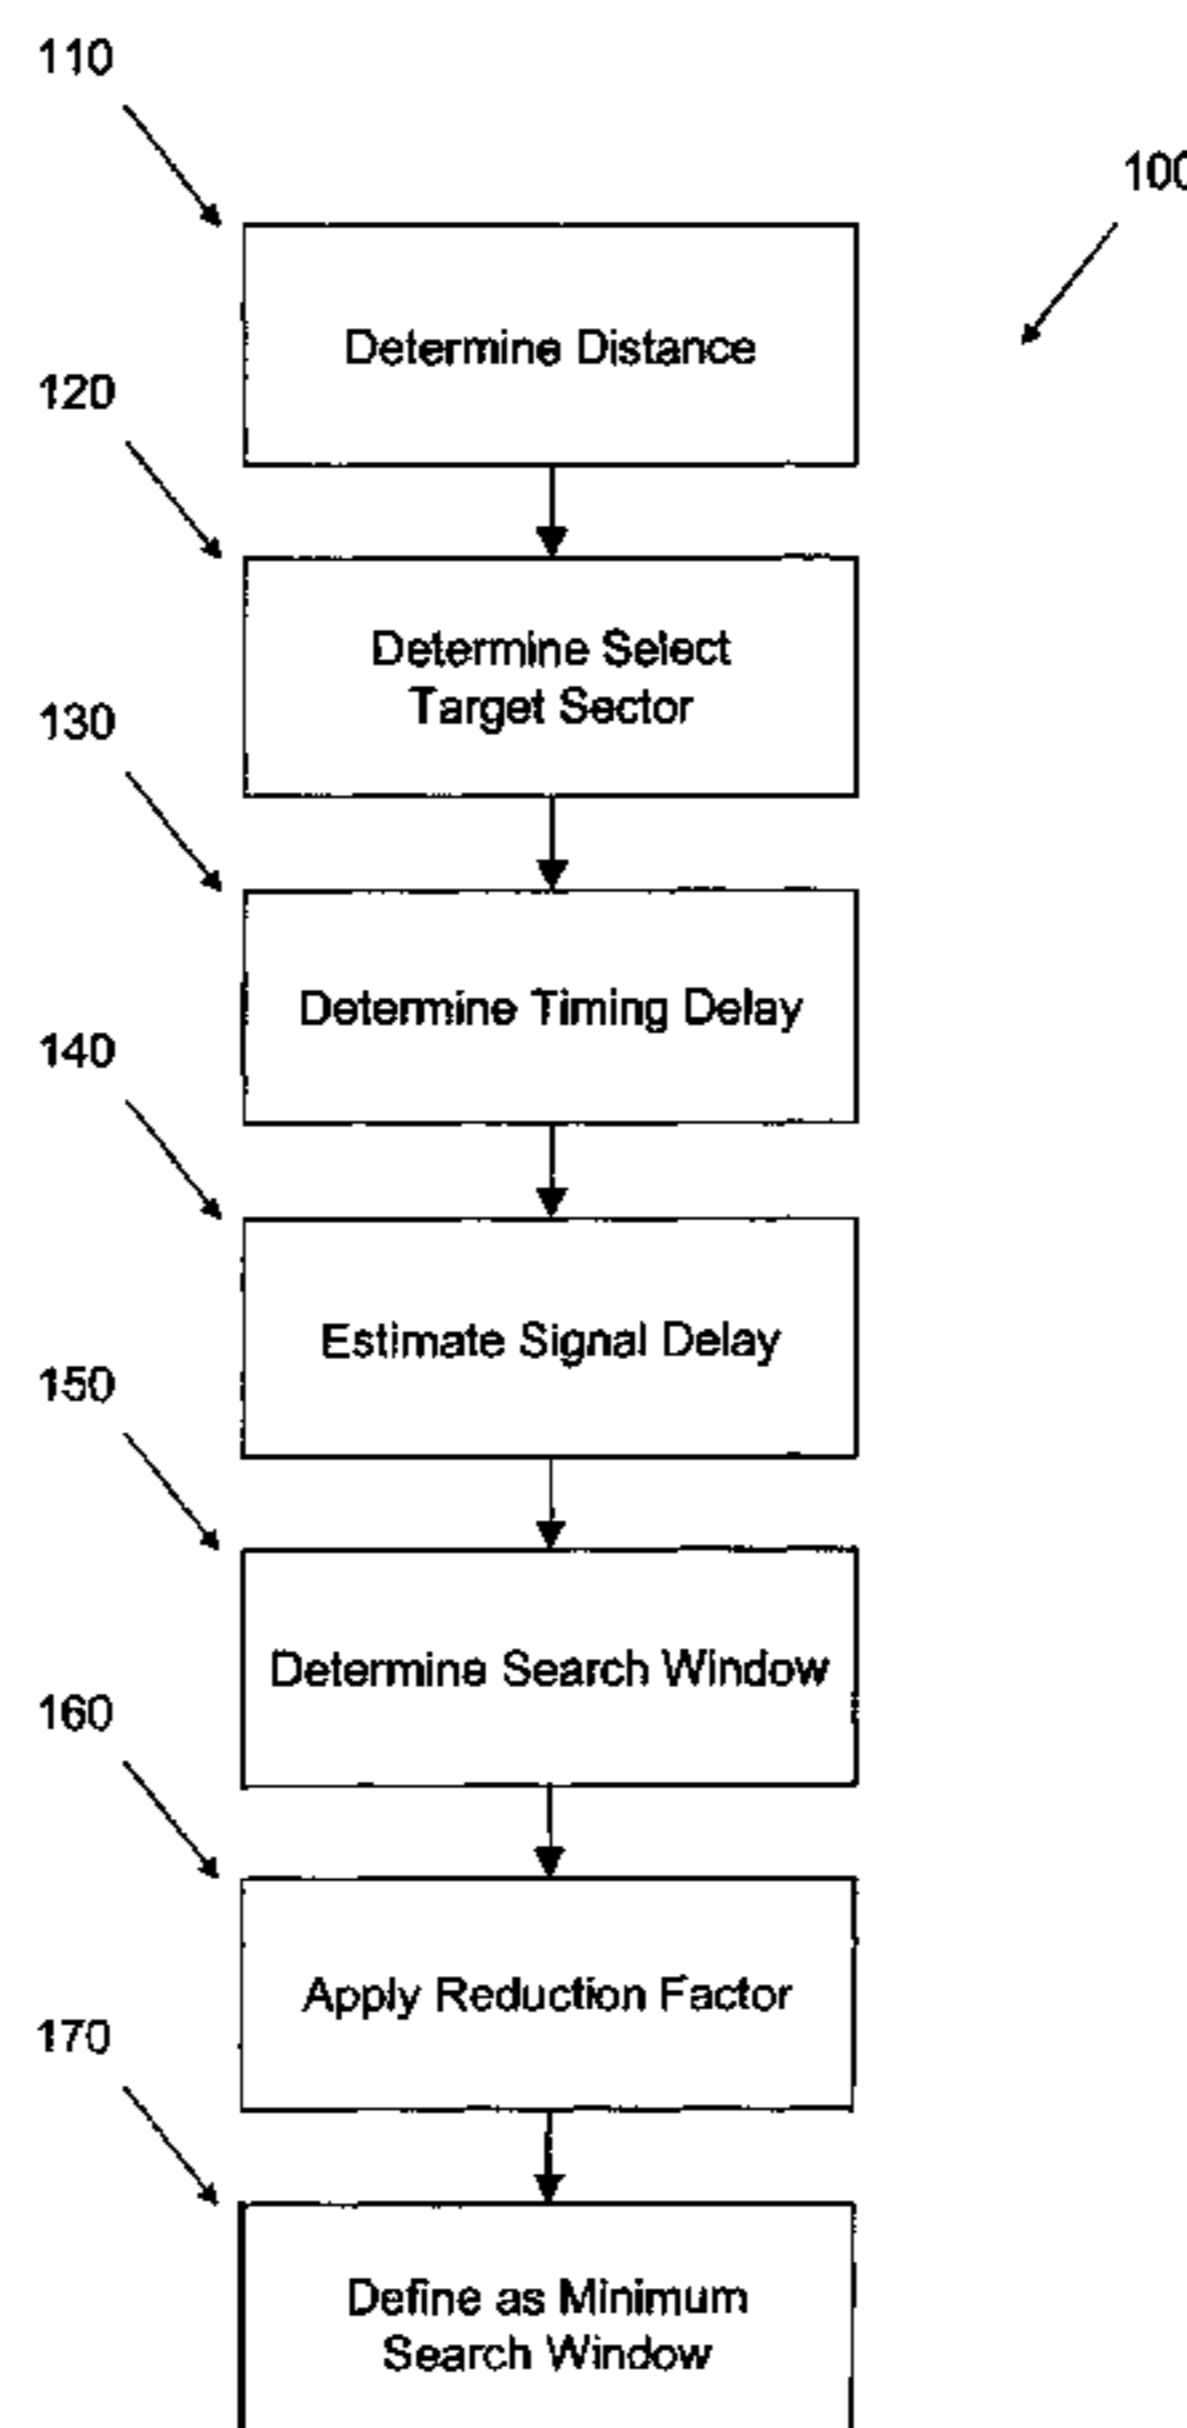 110
100
Determine Distance
120
Determine Select
Target Sector
130
Determine Timing Delay
140
Estimate Signal Delay
150
Determine Search Window
160
Apply Reduction Factor
170
Define as Minimum
Search Window